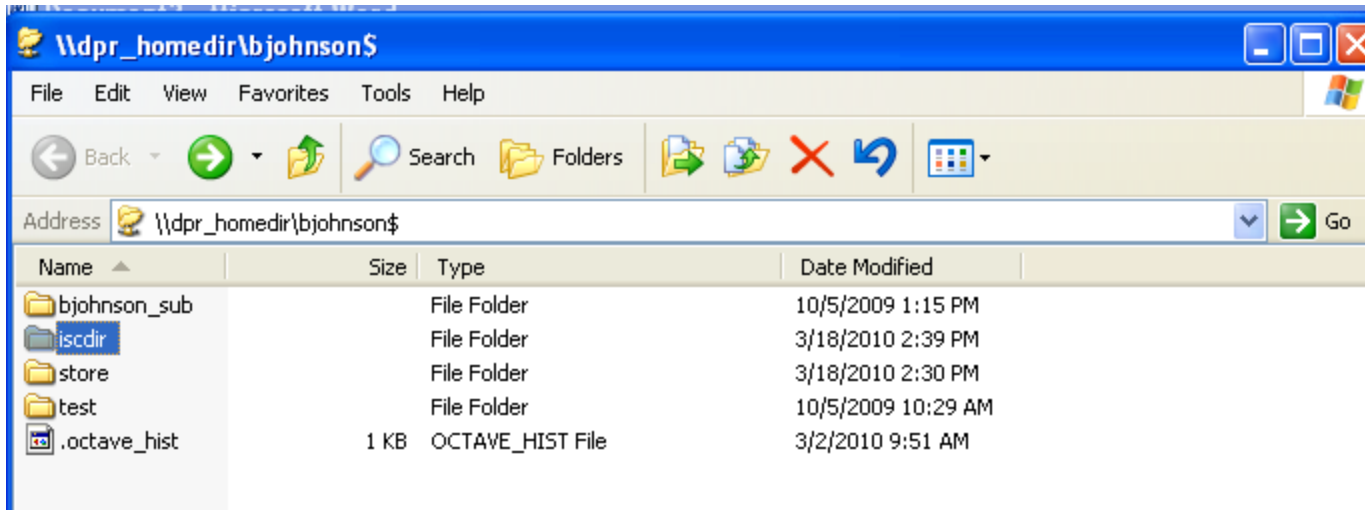 \\dpr_homedir\bjohnson$
File Edit View Favorites Tools Help
Back Search Folders
Address \\dpr_homedir\bjohnson$ Go
Name Size Type Date Modified
bjohnson_sub File Folder 10/5/2009 1:15 PM
iscdir File Folder 3/18/2010 2:39 PM
store File Folder 3/18/2010 2:30 PM
test File Folder 10/5/2009 10:29 AM
.octave_hist 1 KB OCTAVE_HIST File 3/2/2010 9:51 AM